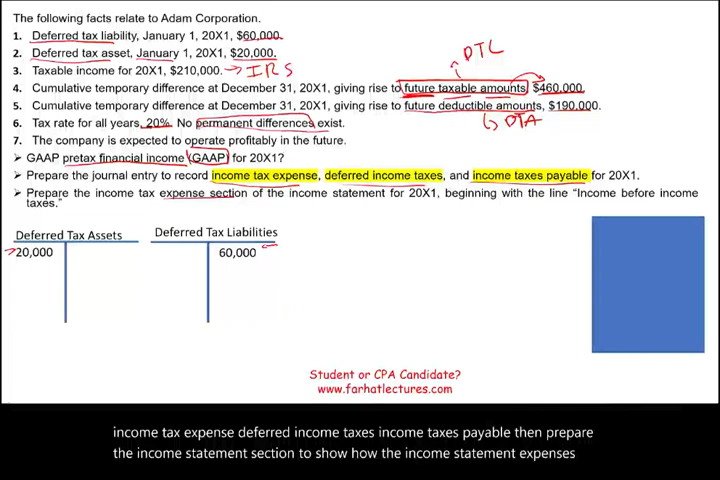 The following facts relate to Adam Corporation.
1. Deferred tax liability, January 1, 20X1, $60,000.
2. Deferred tax asset, January 1, 20X1, $20,000.
3. Taxable income for 20X1, $210,000. → IRS
DTL
4. Cumulative temporary difference at December 31, 20X1, giving rise to future taxable amounts, $460,000.
5. Cumulative temporary difference at December 31, 20X1, giving rise to future deductible amounts, $190,000.
DTA
6. Tax rate for all years, 20%. No permanent differences exist.
7. The company is expected to operate profitably in the future.
➢ GAAP pretax financial income (GAAP) for 20X1?
➢ Prepare the journal entry to record income tax expense, deferred income taxes, and income taxes payable for 20X1.
➢ Prepare the income tax expense section of the income statement for 20X1, beginning with the line “Income before income
taxes.”
Deferred Tax Assets Deferred Tax Liabilities
20,000 60,000
Student or CPA Candidate?
www.farhatlectures.com
income tax expense deferred income taxes income taxes payable then prepare
the income statement section to show how the income statement expenses